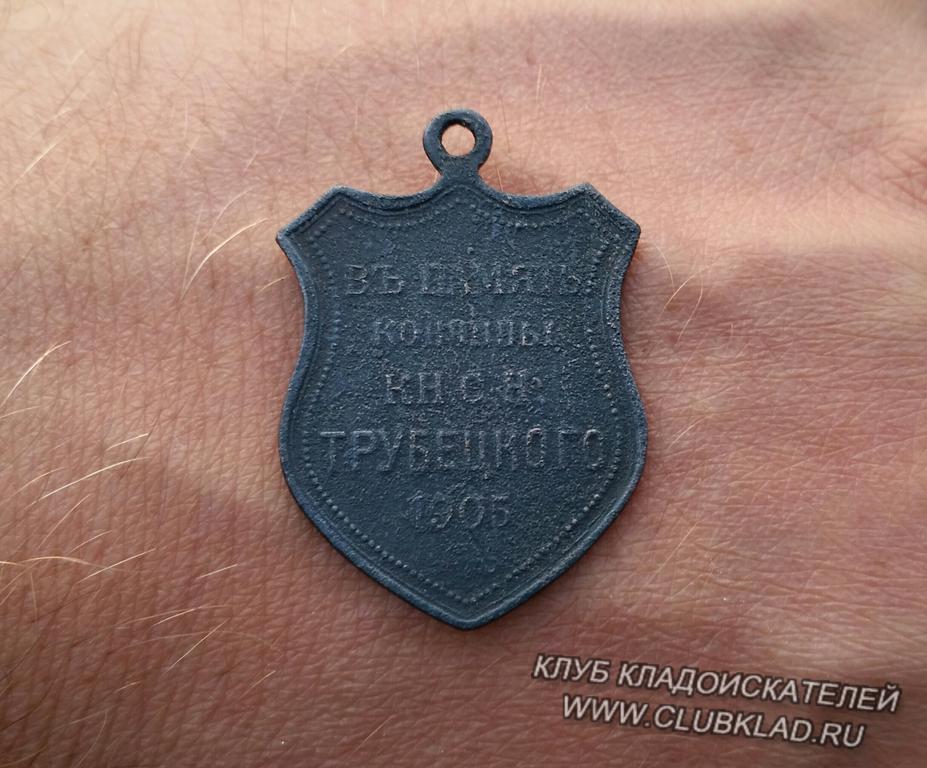 ВЪ ПАМЯТЬ
КОНЧИНЫ
КН. С. Н.
ТРУБЕЦКОГО
1905
КЛУБ КЛАДОИСКАТЕЛЕЙ
WWW.CLUBKLAD.RU